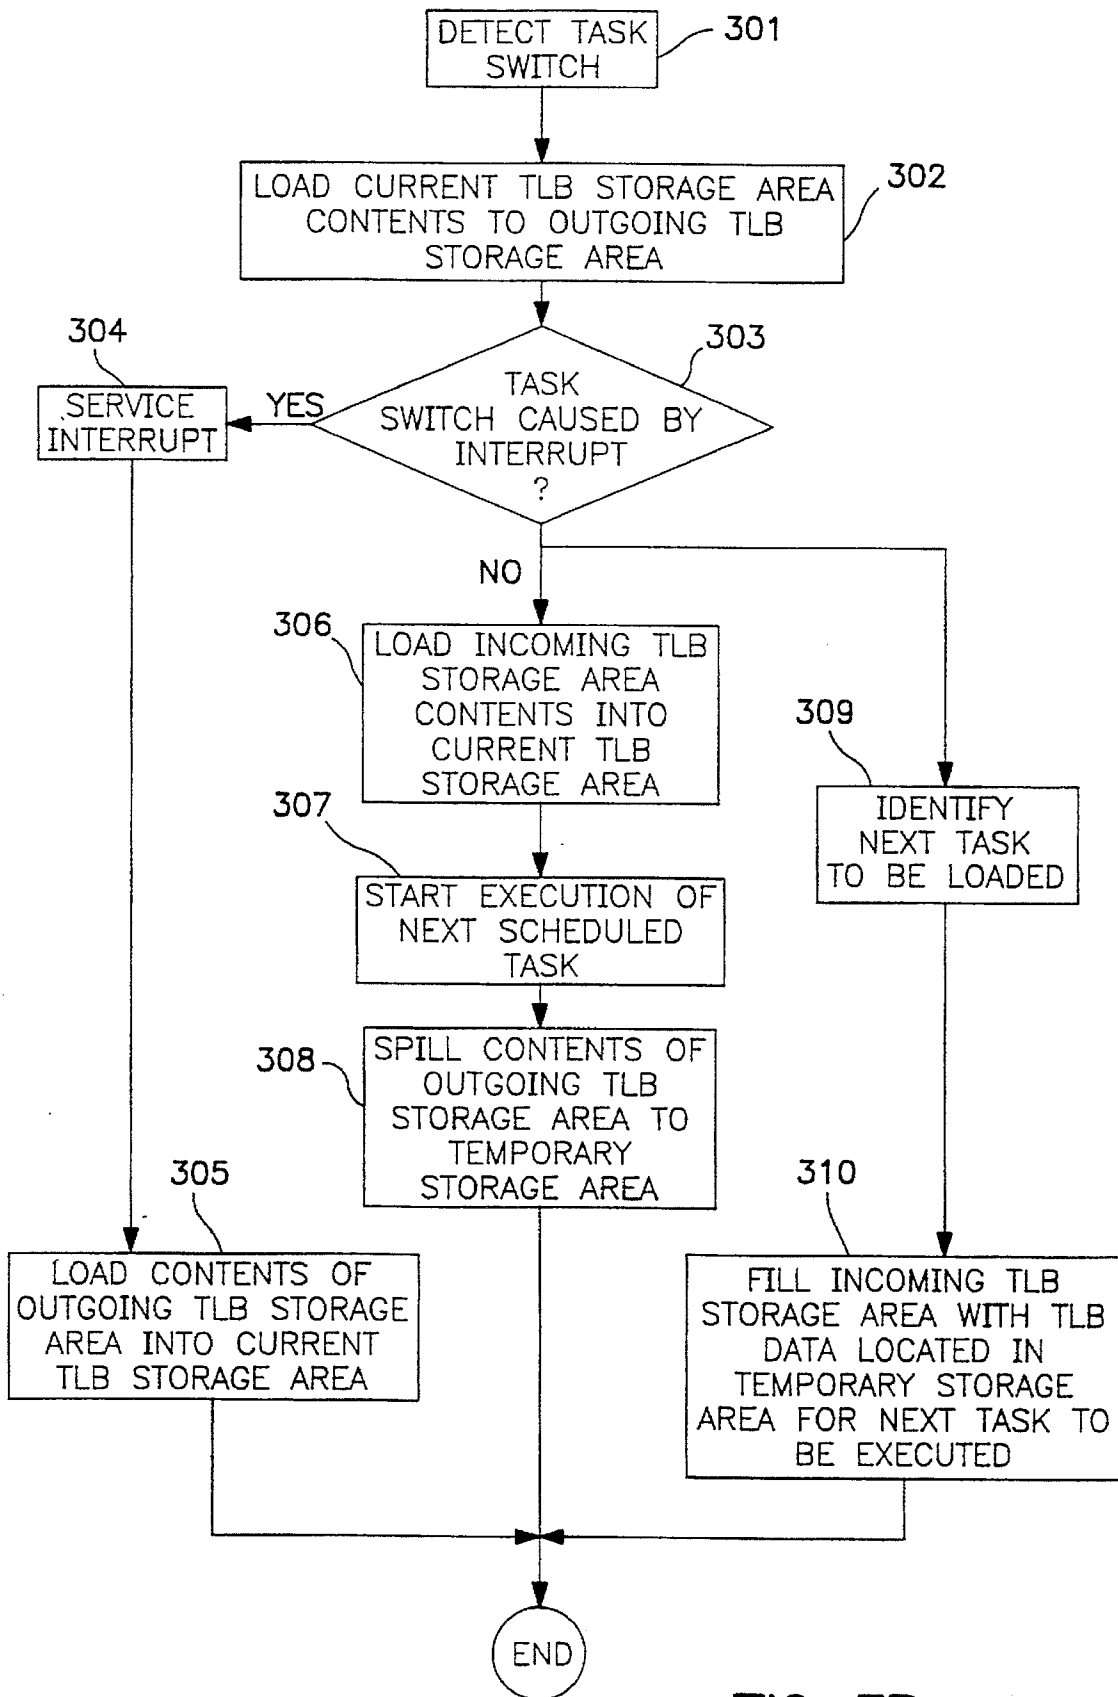 DETECT TASK
SWITCH
301
LOAD CURRENT TLB STORAGE AREA
CONTENTS TO OUTGOING TLB
STORAGE AREA
302
304
303
SERVICE
INTERRUPT
YES
TASK
SWITCH CAUSED BY
INTERRUPT
?
NO
306
LOAD INCOMING TLB
STORAGE AREA
CONTENTS INTO
CURRENT TLB
STORAGE AREA
309
IDENTIFY
NEXT TASK
TO BE LOADED
307
START EXECUTION OF
NEXT SCHEDULED
TASK
308
SPILL CONTENTS OF
OUTGOING TLB
STORAGE AREA TO
TEMPORARY
STORAGE AREA
305
LOAD CONTENTS OF
OUTGOING TLB STORAGE
AREA INTO CURRENT
TLB STORAGE AREA
310
FILL INCOMING TLB
STORAGE AREA WITH TLB
DATA LOCATED IN
TEMPORARY STORAGE
AREA FOR NEXT TASK TO
BE EXECUTED
END